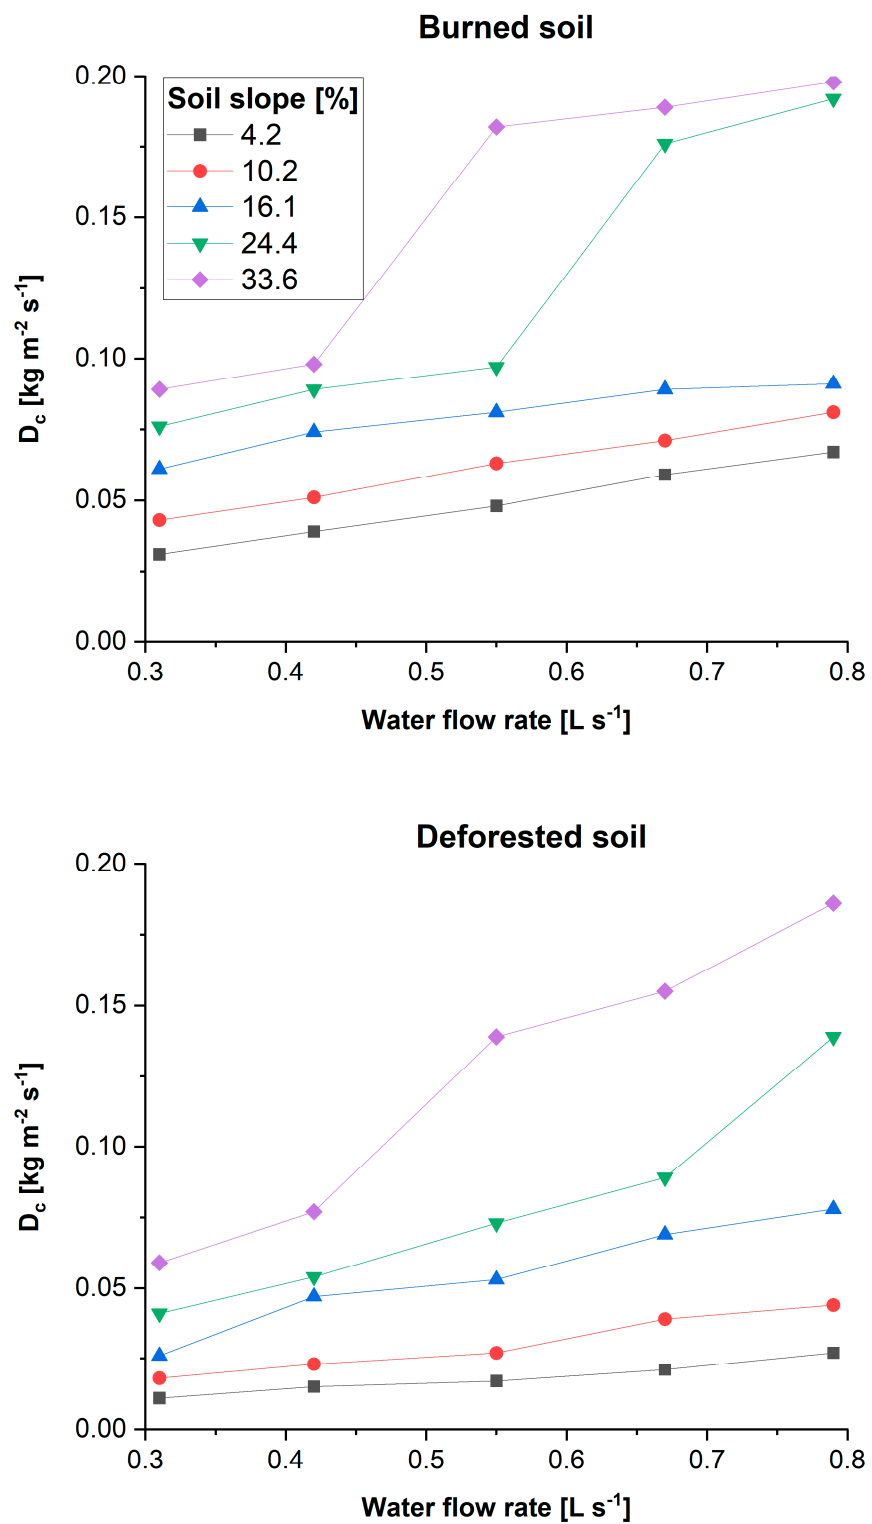 Burned soil
0.20
0.15
0.10
0.05
0.00
D_c [kg m⁻² s⁻¹]
Soil slope [%]
4.2
10.2
16.1
24.4
33.6
0.3 0.4 0.5 0.6 0.7 0.8
Water flow rate [L s⁻¹]
Deforested soil
0.20
0.15
0.10
0.05
0.00
D_c [kg m⁻² s⁻¹]
0.3 0.4 0.5 0.6 0.7 0.8
Water flow rate [L s⁻¹]